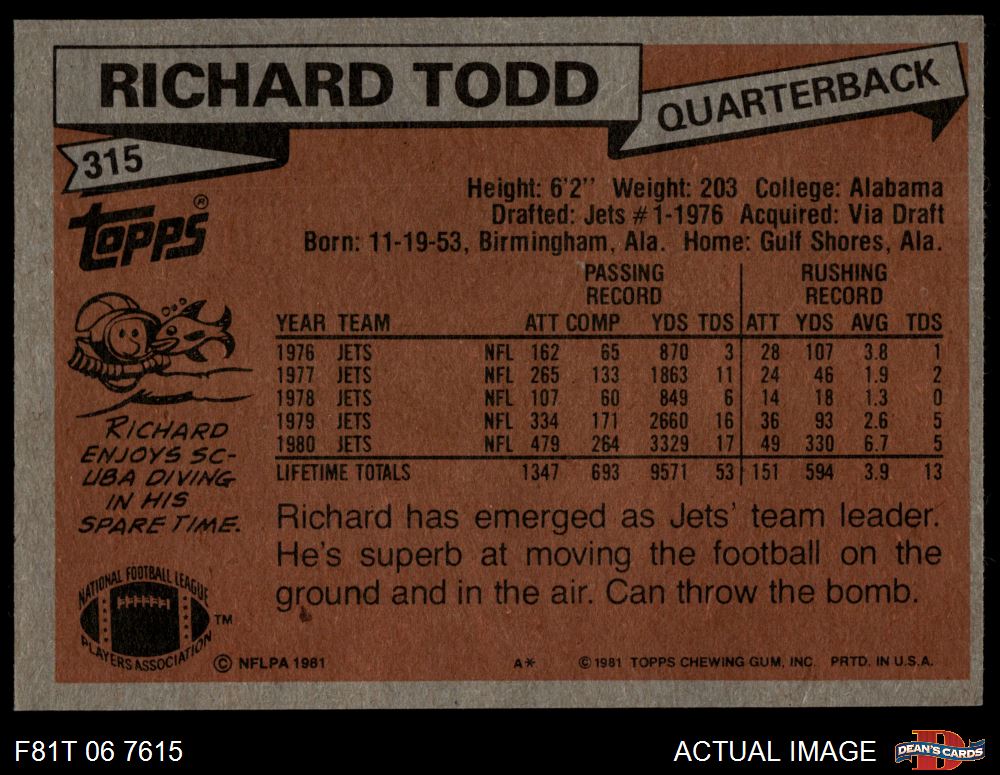 RICHARD TODD
QUARTERBACK
315
TOPPS®
Height: 6'2" Weight: 203 College: Alabama
Drafted: Jets #1-1976 Acquired: Via Draft
Born: 11-19-53, Birmingham, Ala. Home: Gulf Shores, Ala.
PASSING RUSHING
RECORD RECORD
YEAR TEAM ATT COMP YDS TDS ATT YDS AVG TDS
1976 JETS NFL 162 65 870 3 28 107 3.8 1
1977 JETS NFL 265 133 1863 11 24 46 1.9 2
1978 JETS NFL 107 60 849 6 14 18 1.3 0
1979 JETS NFL 334 171 2660 16 36 93 2.6 5
1980 JETS NFL 479 264 3329 17 49 330 6.7 5
LIFETIME TOTALS 1347 693 9571 53 151 594 3.9 13
RICHARD
ENJOYS SC-
UBA DIVING
IN HIS
SPARE TIME.
Richard has emerged as Jets' team leader.
He's superb at moving the football on the
ground and in the air. Can throw the bomb.
NATIONAL FOOTBALL LEAGUE
PLAYERS ASSOCIATION
TM
© NFLPA 1981 A* © 1981 TOPPS CHEWING GUM, INC. PRTD. IN U.S.A.
F81T 06 7615 ACTUAL IMAGE
D
DEAN'S CARDS